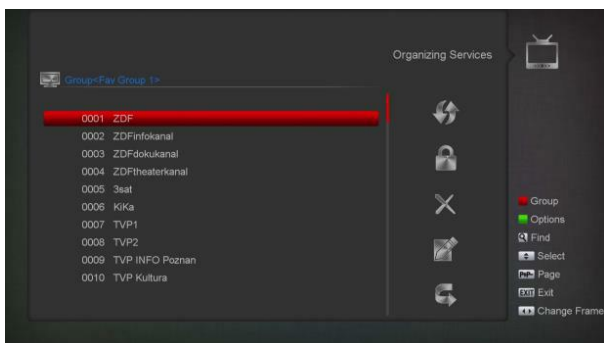 Organizing Services
Group<Fav Group 1>
0001 ZDF
0002 ZDFinfokanal
0003 ZDFdokukanal
0004 ZDFtheaterkanal
0005 3sat
0006 KiKa
0007 TVP1
0008 TVP2
0009 TVP INFO Poznan
0010 TVP Kultura
Group
Options
Find
Select
Page
EXIT Exit
Change Frame